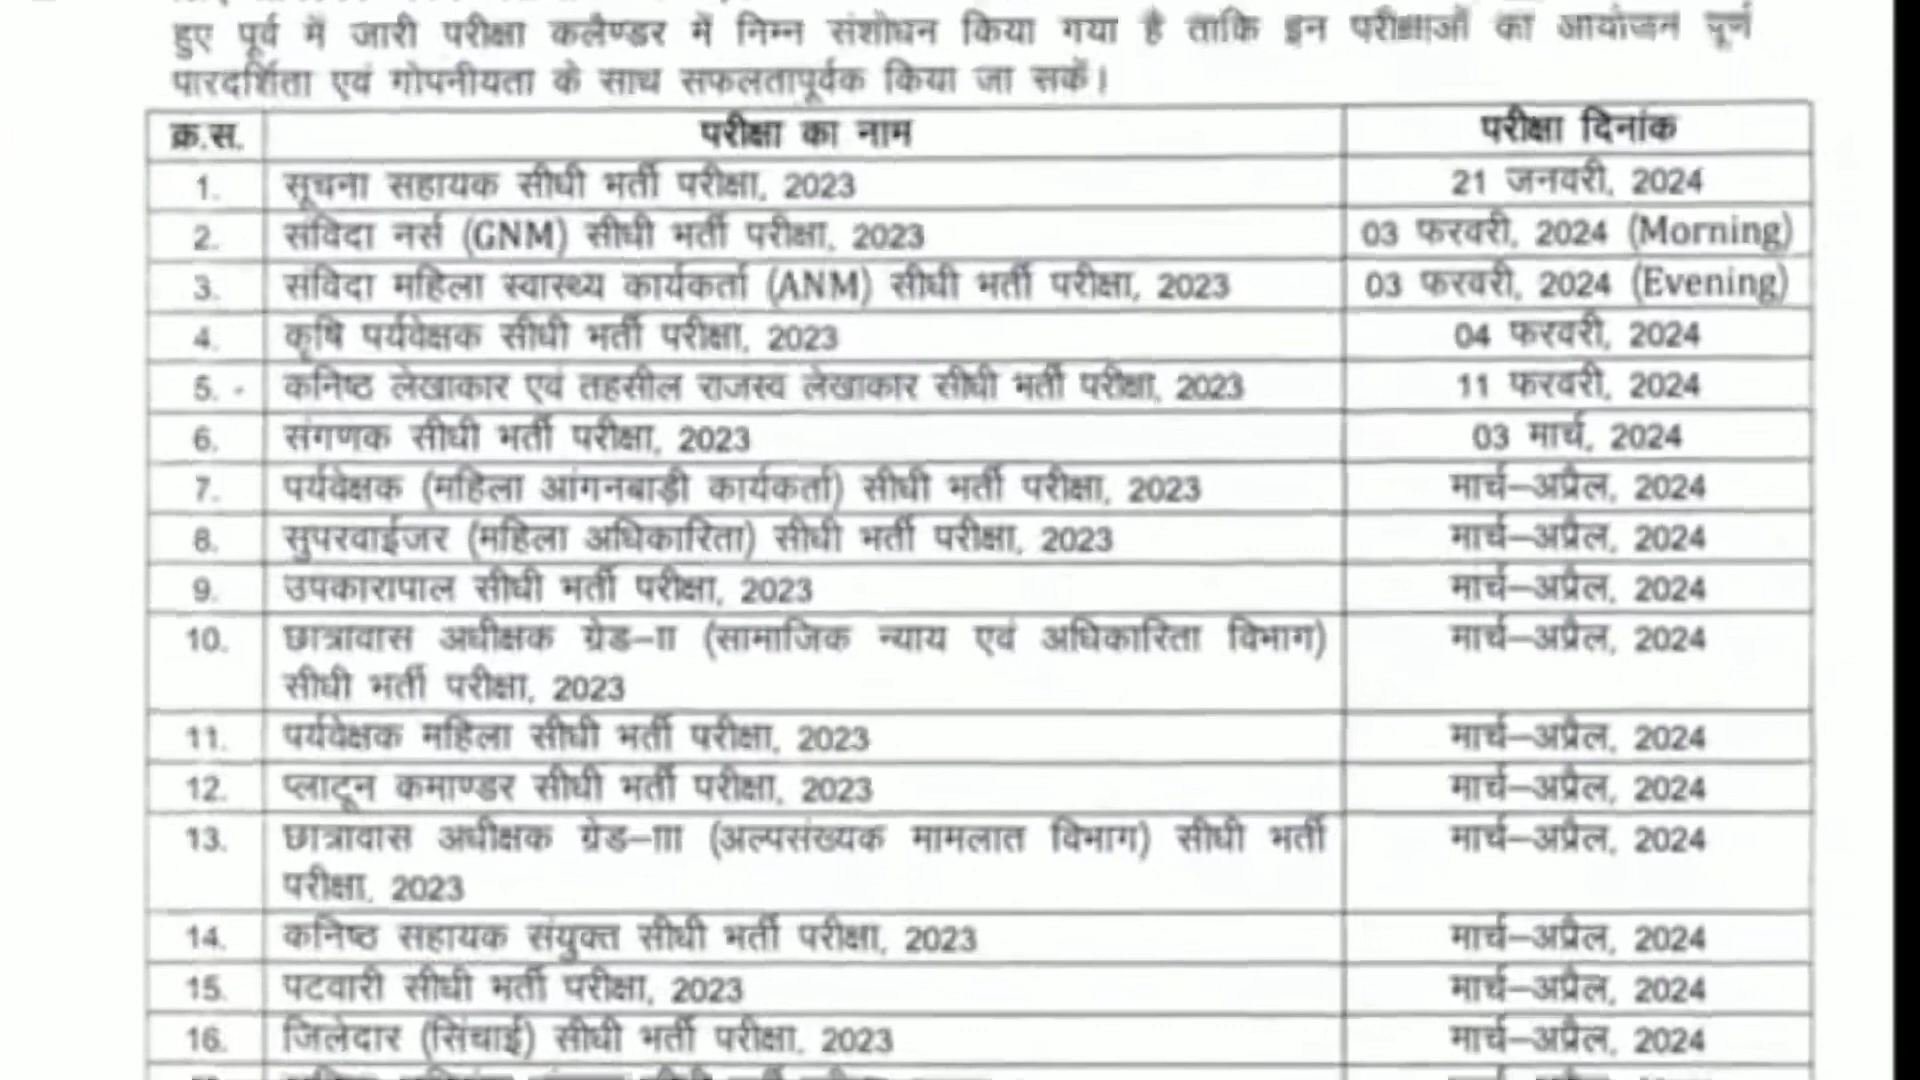 हुए पूर्व में जारी परीक्षा कलैण्डर में निम्न संशोधन किया गया है ताकि इन परीक्षाओं का आयोजन पूर्ण
पारदर्शिता एवं गोपनीयता के साथ सफलतापूर्वक किया जा सकें।
क्र.स. परीक्षा का नाम परीक्षा दिनांक
1. सूचना सहायक सीधी भर्ती परीक्षा, 2023 21 जनवरी, 2024
2. संविदा नर्स (GNM) सीधी भर्ती परीक्षा, 2023 03 फरवरी, 2024 (Morning)
3. संविदा महिला स्वास्थ्य कार्यकर्ता (ANM) सीधी भर्ती परीक्षा, 2023 03 फरवरी, 2024 (Evening)
4. कृषि पर्यवेक्षक सीधी भर्ती परीक्षा, 2023 04 फरवरी, 2024
5. कनिष्ठ लेखाकार एवं तहसील राजस्व लेखाकार सीधी भर्ती परीक्षा, 2023 11 फरवरी, 2024
6. संगणक सीधी भर्ती परीक्षा, 2023 03 मार्च, 2024
7. पर्यवेक्षक (महिला आंगनबाड़ी कार्यकर्ता) सीधी भर्ती परीक्षा, 2023 मार्च–अप्रैल, 2024
8. सुपरवाईजर (महिला अधिकारिता) सीधी भर्ती परीक्षा, 2023 मार्च–अप्रैल, 2024
9. उपकारापाल सीधी भर्ती परीक्षा, 2023 मार्च–अप्रैल, 2024
10. छात्रावास अधीक्षक ग्रेड–II (सामाजिक न्याय एवं अधिकारिता विभाग) मार्च–अप्रैल, 2024
सीधी भर्ती परीक्षा, 2023
11. पर्यवेक्षक महिला सीधी भर्ती परीक्षा, 2023 मार्च–अप्रैल, 2024
12. प्लाटून कमाण्डर सीधी भर्ती परीक्षा, 2023 मार्च–अप्रैल, 2024
13. छात्रावास अधीक्षक ग्रेड–III (अल्पसंख्यक मामलात विभाग) सीधी भर्ती मार्च–अप्रैल, 2024
परीक्षा, 2023
14. कनिष्ठ सहायक संयुक्त सीधी भर्ती परीक्षा, 2023 मार्च–अप्रैल, 2024
15. पटवारी सीधी भर्ती परीक्षा, 2023 मार्च–अप्रैल, 2024
16. जिलेदार (सिंचाई) सीधी भर्ती परीक्षा, 2023 मार्च–अप्रैल, 2024